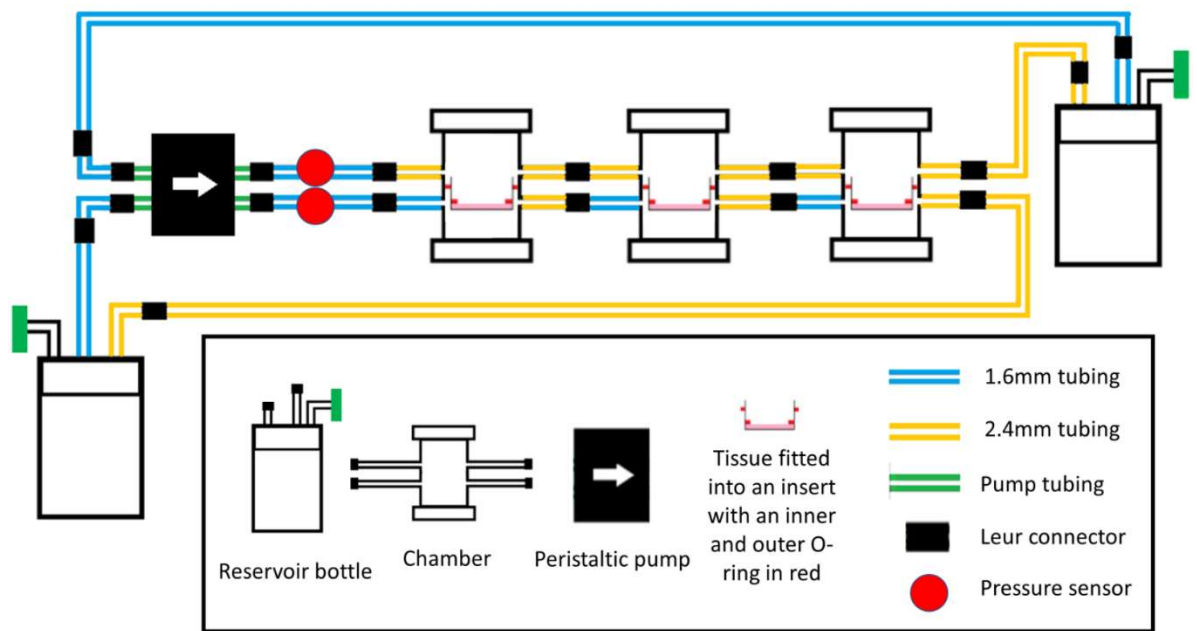 1.6mm tubing
2.4mm tubing
Pump tubing
Leur connector
Pressure sensor
Reservoir bottle
Chamber
Peristaltic pump
Tissue fitted
into an insert
with an inner
and outer O-
ring in red